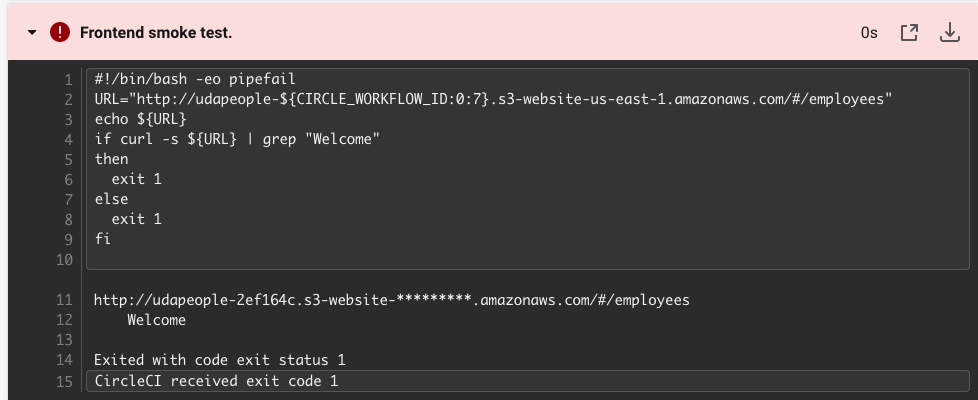 Frontend smoke test.
0s
1 #!/bin/bash -eo pipefail
2 URL="http://udapeople-${CIRCLE_WORKFLOW_ID:0:7}.s3-website-us-east-1.amazonaws.com/#/employees"
3 echo ${URL}
4 if curl -s ${URL} | grep "Welcome"
5 then
6   exit 1
7 else
8   exit 1
9 fi
10
11 http://udapeople-2ef164c.s3-website-*********.amazonaws.com/#/employees
12     Welcome
13
14 Exited with code exit status 1
15 CircleCI received exit code 1